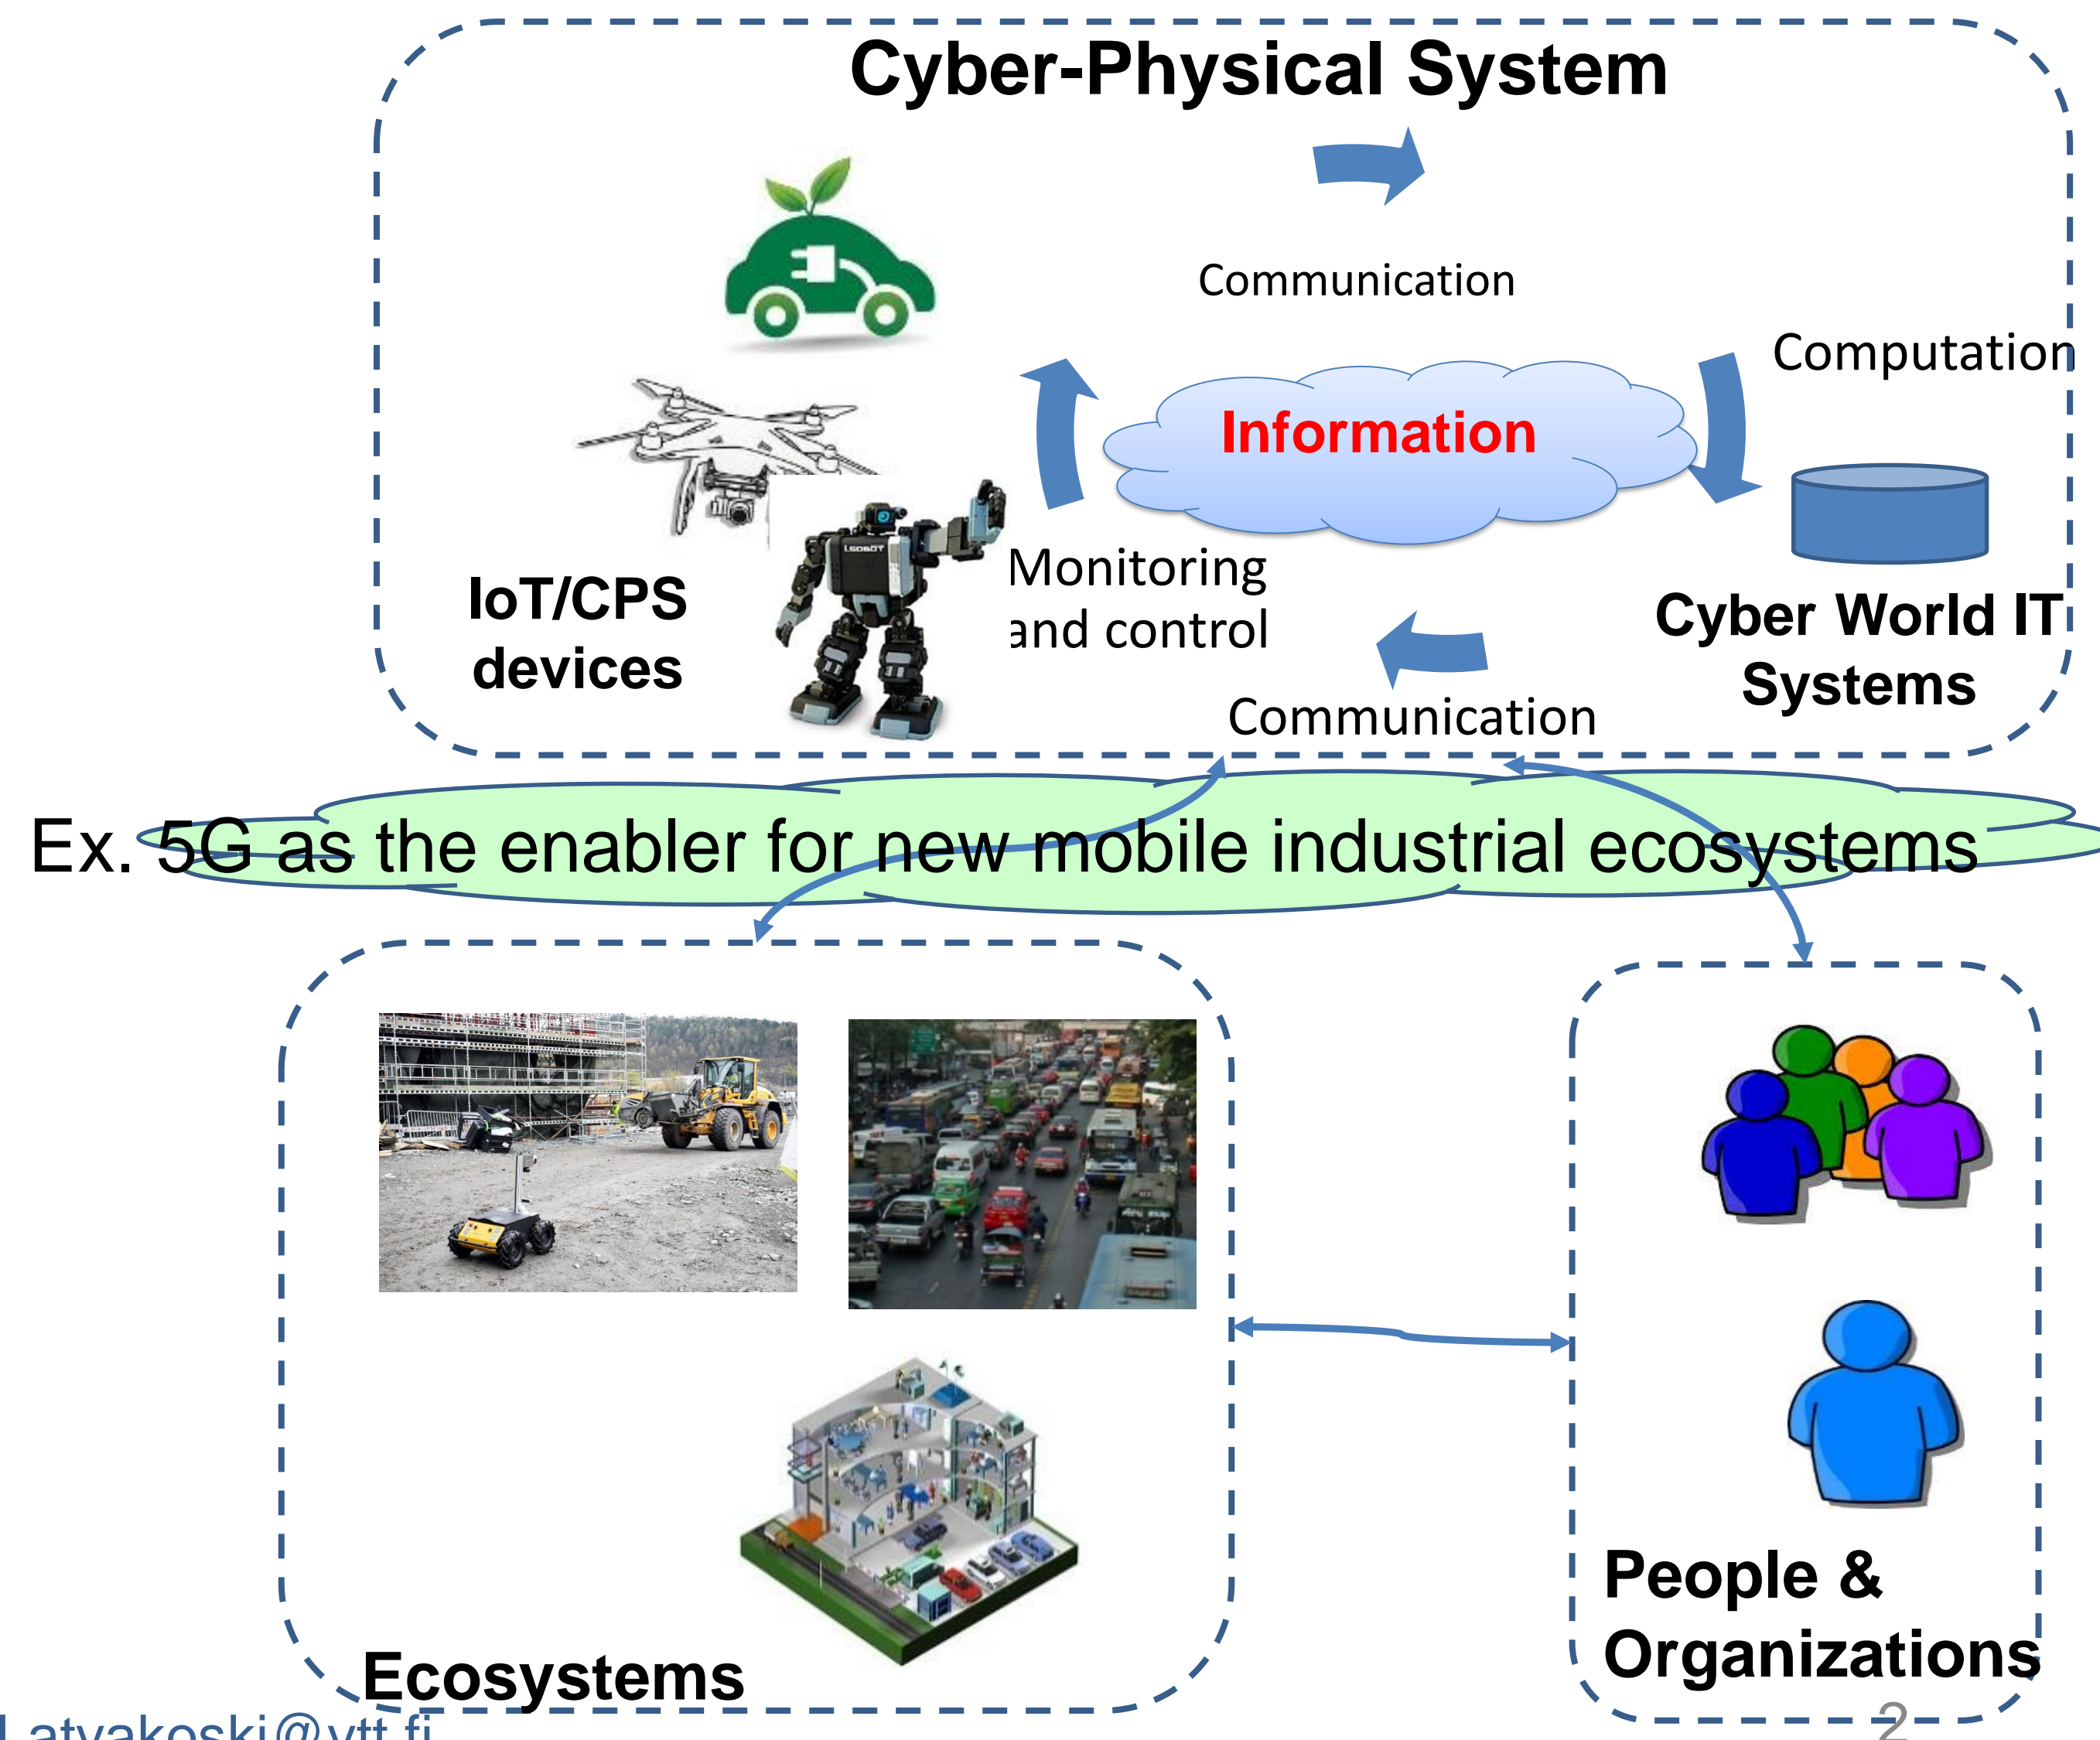 Cyber-Physical System
Communication
Computation
Information
Monitoring
and control
IoT/CPS
devices
Cyber World IT
Systems
Communication
I.SOBOT
Ex. 5G as the enabler for new mobile industrial ecosystems
People &
Organizations
Ecosystems
2